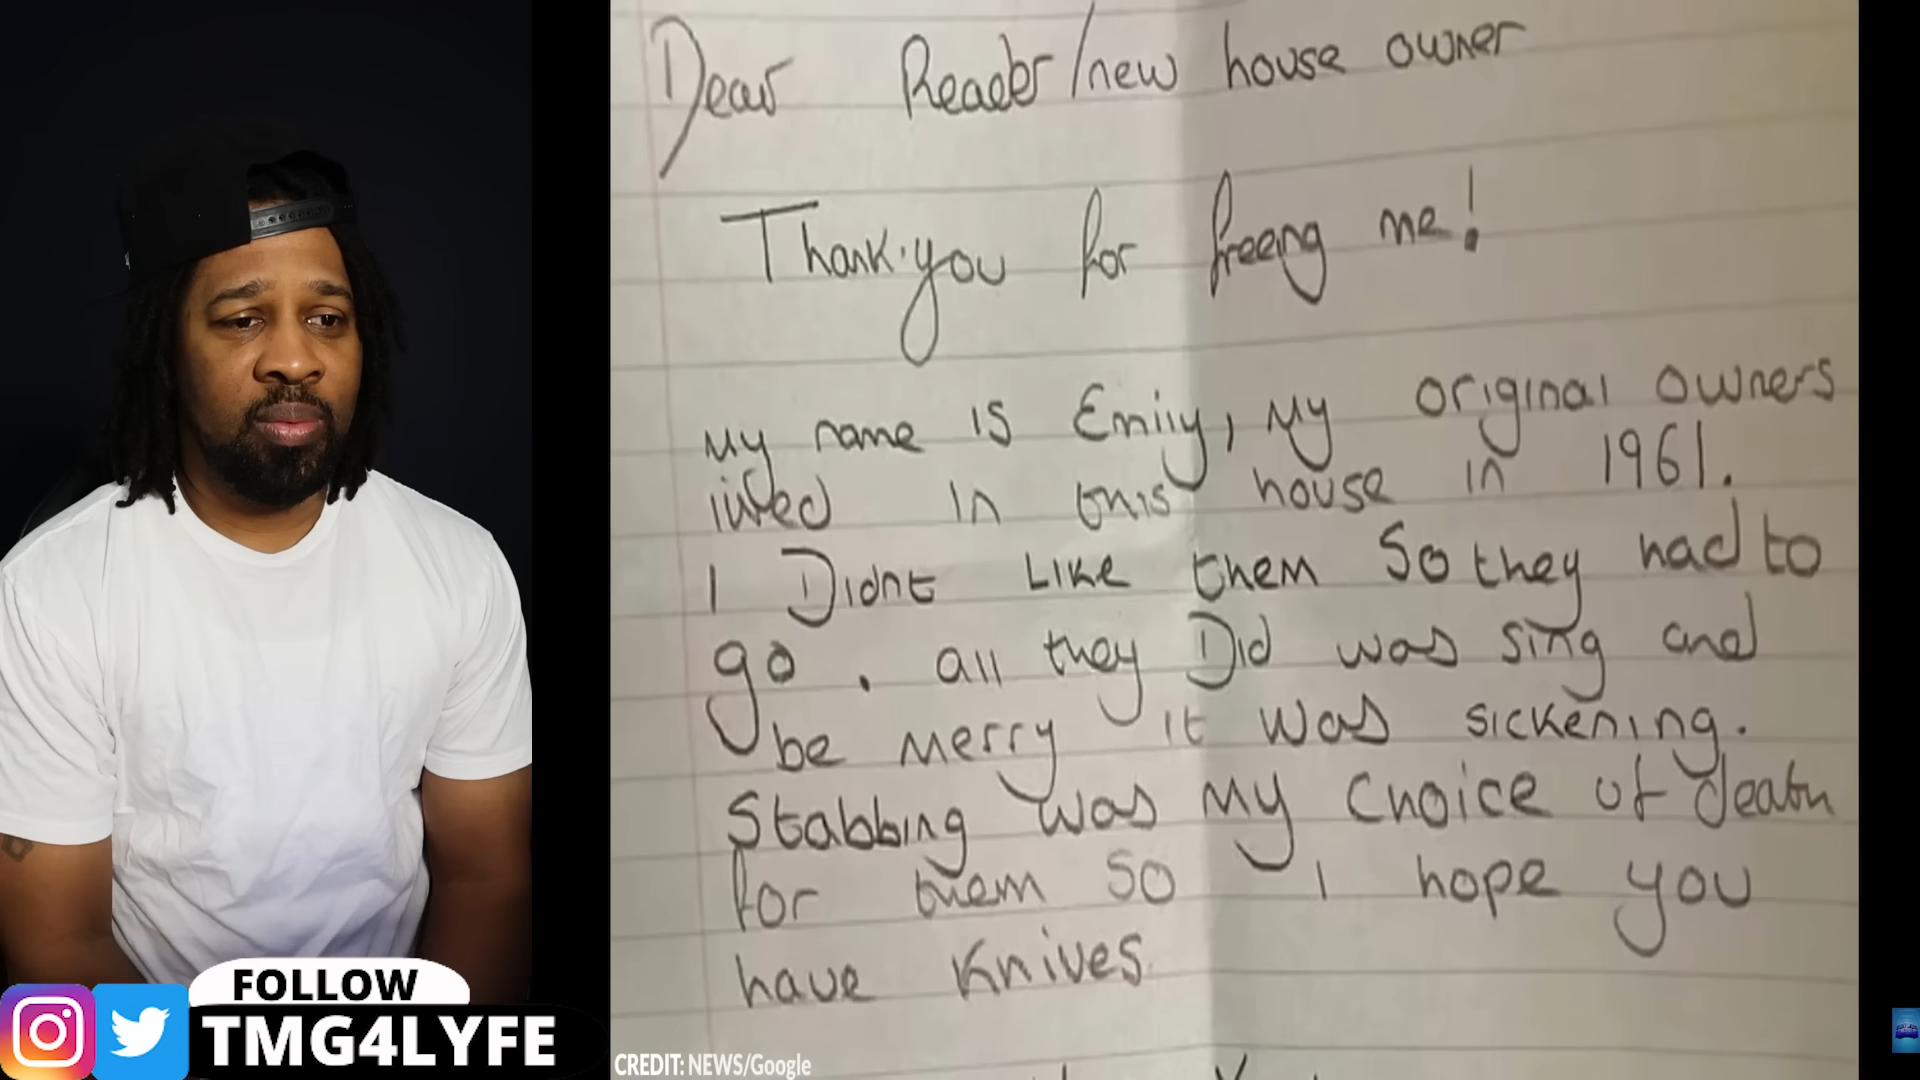 Dear Reader/new house owner
Thank.you for freeing me!
My name is Emily, My original owners
lived in this house in 1961.
I Didnt Like them So they had to
go. all they Did was sing and
be merry it was sickening.
Stabbing was My choice of death
for them so I hope you
have Knives.
FOLLOW
TMG4LYFE
CREDIT: NEWS/Google